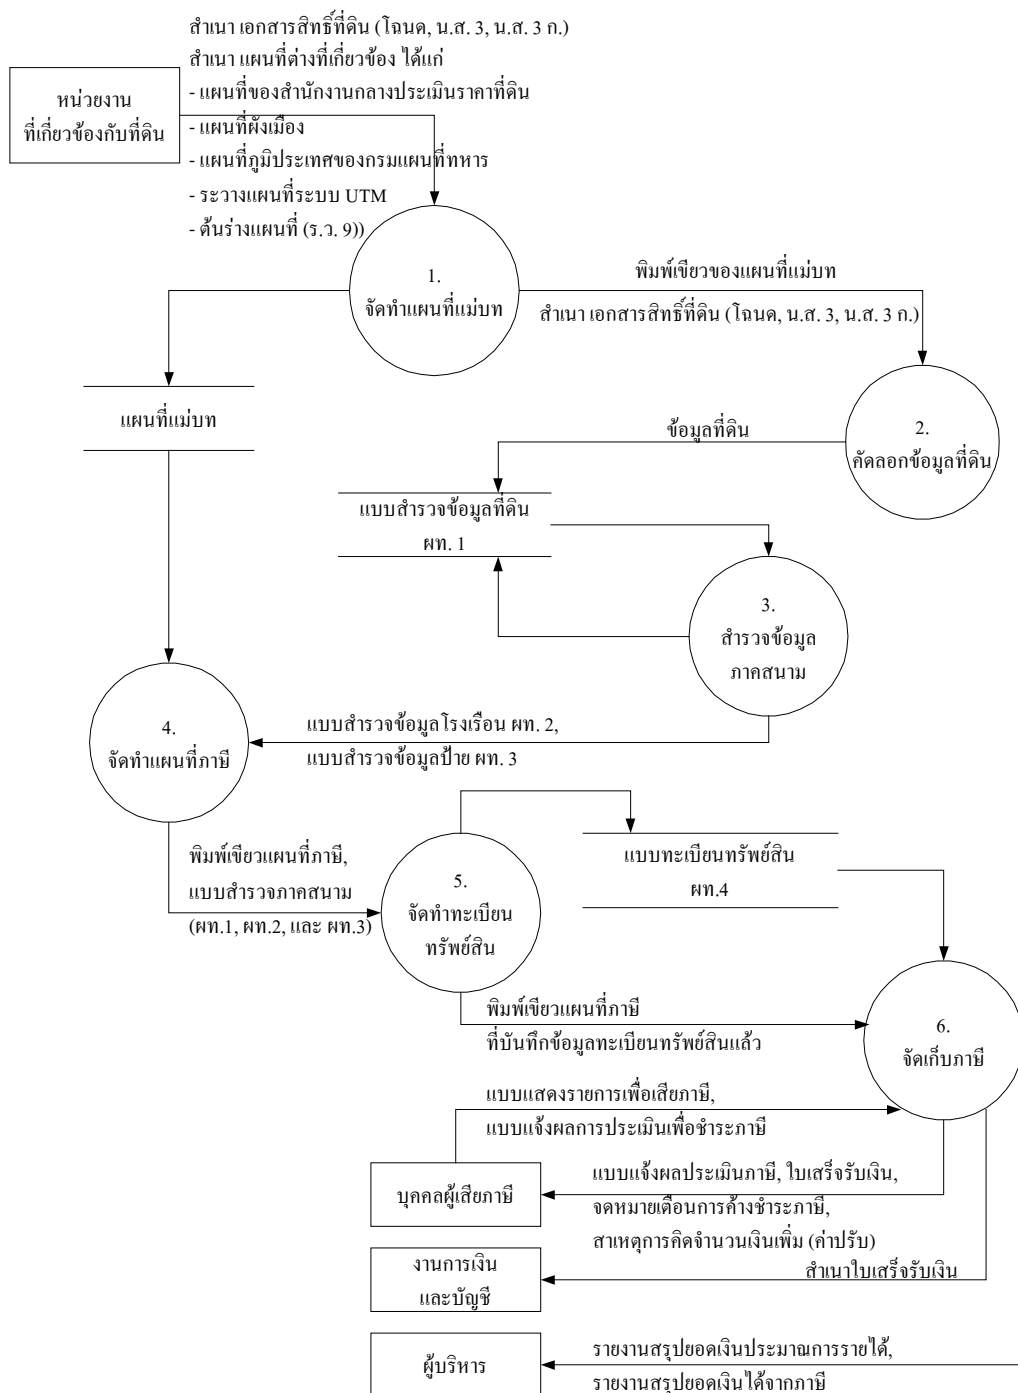 สำเนา เอกสารสิทธิ์ที่ดิน (โฉนด, น.ส. 3, น.ส. 3 ก.)
สำเนา แผนที่ต่างที่เกี่ยวข้อง ได้แก่
- แผนที่ของสำนักงานกลางประเมินราคาที่ดิน
- แผนที่ผังเมือง
- แผนที่ภูมิประเทศของกรมแผนที่ทหาร
- ระวางแผนที่ระบบ UTM
- ต้นร่างแผนที่ (ร.ว. 9))
หน่วยงาน
ที่เกี่ยวข้องกับที่ดิน
1.
จัดทำแผนที่แม่บท
พิมพ์เขียวของแผนที่แม่บท
สำเนา เอกสารสิทธิ์ที่ดิน (โฉนด, น.ส. 3, น.ส. 3 ก.)
แผนที่แม่บท
2.
คัดลอกข้อมูลที่ดิน
ข้อมูลที่ดิน
แบบสำรวจข้อมูลที่ดิน
ผท. 1
3.
สำรวจข้อมูล
ภาคสนาม
4.
จัดทำแผนที่ภาษี
แบบสำรวจข้อมูลโรงเรือน ผท. 2,
แบบสำรวจข้อมูลป้าย ผท. 3
พิมพ์เขียวแผนที่ภาษี,
แบบสำรวจภาคสนาม
(ผท.1, ผท.2, และ ผท.3)
5.
จัดทำทะเบียน
ทรัพย์สิน
แบบทะเบียนทรัพย์สิน
ผท.4
พิมพ์เขียวแผนที่ภาษี
ที่บันทึกข้อมูลทะเบียนทรัพย์สินแล้ว
6.
จัดเก็บภาษี
แบบแสดงรายการเพื่อเสียภาษี,
แบบแจ้งผลการประเมินเพื่อชำระภาษี
บุคคลผู้เสียภาษี
แบบแจ้งผลประเมินภาษี, ใบเสร็จรับเงิน,
จดหมายเตือนการค้างชำระภาษี,
สาเหตุการคิดจำนวนเงินเพิ่ม (ค่าปรับ)
งานการเงิน
และบัญชี
สำเนาใบเสร็จรับเงิน
ผู้บริหาร
รายงานสรุปยอดเงินประมาณการรายได้,
รายงานสรุปยอดเงินได้จากภาษี